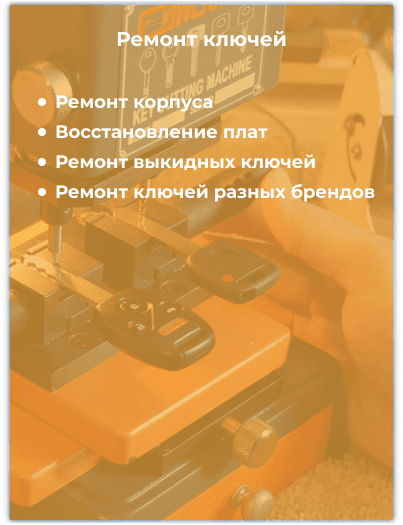 Ремонт ключей
KEY CUTTING MACHINE
Ремонт корпуса
Восстановление плат
Ремонт выкидных ключей
Ремонт ключей разных брендов